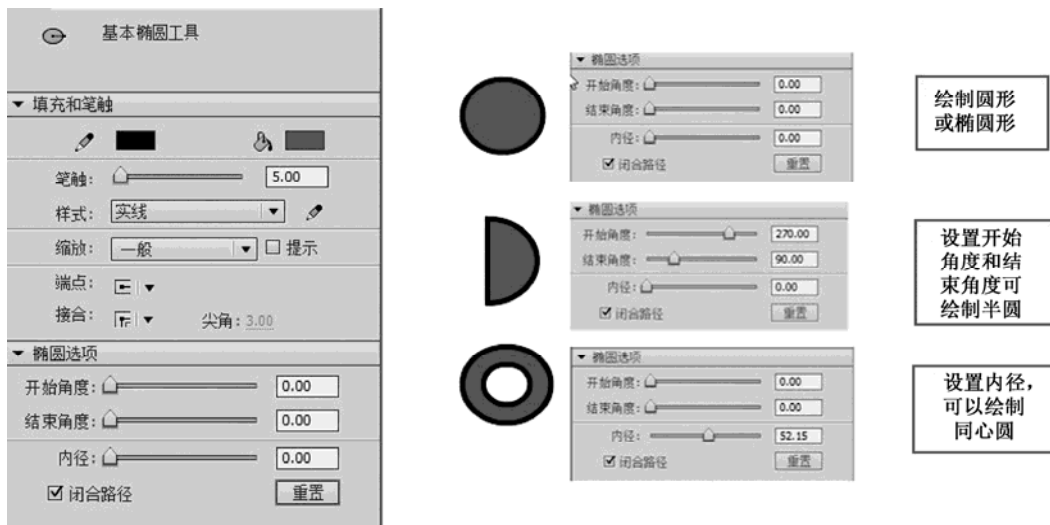 基本椭圆工具
填充和笔触
笔触: 5.00
样式: 实线
缩放: 一般 提示
端点:
接合: 尖角: 3.00
椭圆选项
开始角度: 0.00
结束角度: 0.00
内径: 0.00
闭合路径 重置
椭圆选项
开始角度: 0.00
结束角度: 0.00
内径: 0.00
闭合路径 重置
绘制圆形
或椭圆形
椭圆选项
开始角度: 270.00
结束角度: 90.00
内径: 0.00
闭合路径 重置
设置开始
角度和结
束角度可
绘制半圆
椭圆选项
开始角度: 0.00
结束角度: 0.00
内径: 52.15
闭合路径 重置
设置内径，
可以绘制
同心圆